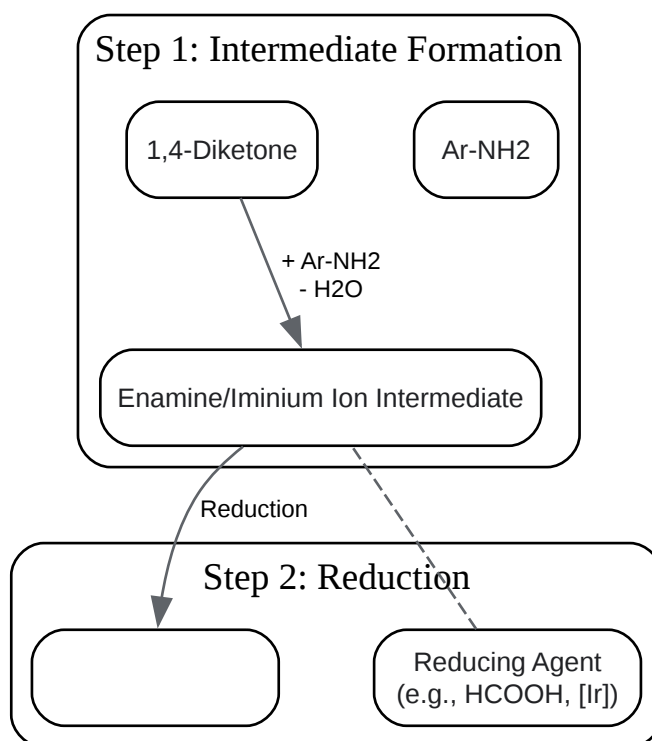 Step 1: Intermediate Formation
1,4-Diketone
Ar-NH2
+ Ar-NH2
- H2O
Enamine/Iminium Ion Intermediate
Reduction
Step 2: Reduction
Reducing Agent
(e.g., HCOOH, [Ir])